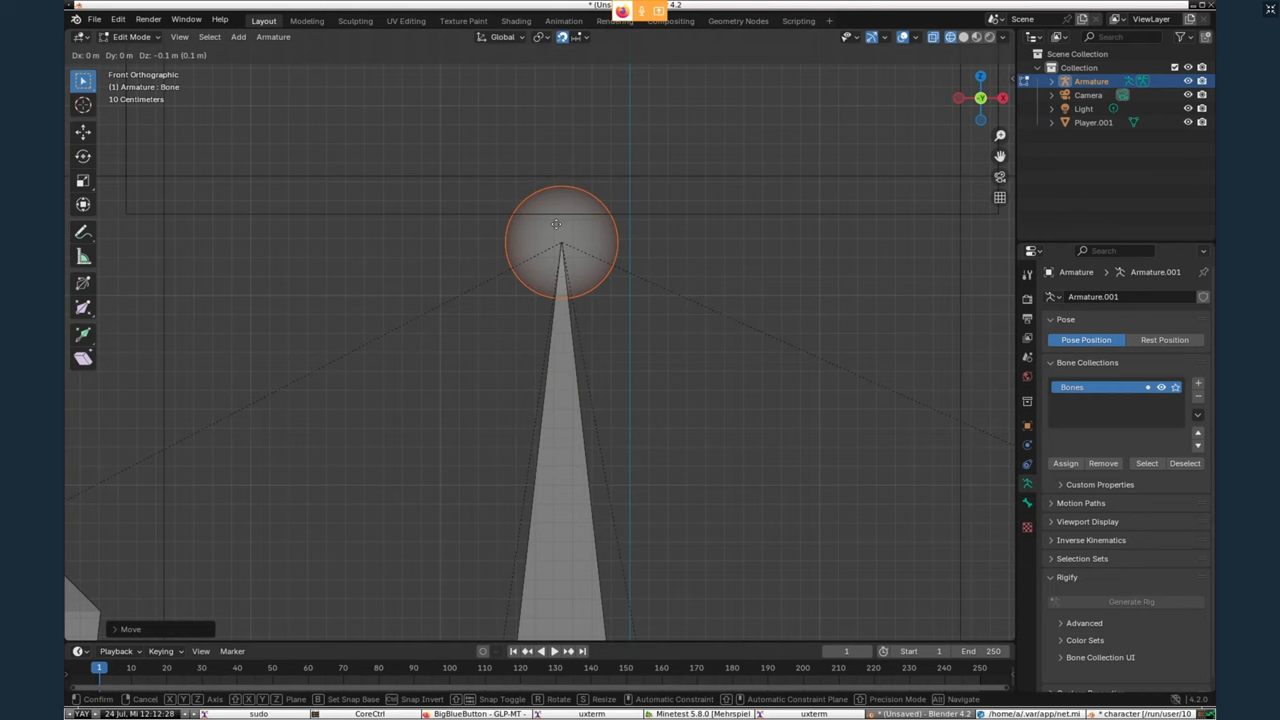 * (Uns
4.2
File Edit Render Window Help Layout Modeling Sculpting UV Editing Texture Paint Shading Animation Compositing Geometry Nodes Scripting Scene ViewLayer
Edit Mode View Select Add Armature Global Search
Dx: 0 m Dy: 0 m Dz: -0.1 m (0.1 m)
Scene Collection
Collection
Armature
Camera
Light
Player.001
Front Orthographic
(1) Armature : Bone
10 Centimeters
Z
X
-Y
Search
Armature Armature.001
Armature.001
Pose
Pose Position Rest Position
Bone Collections
Bones
Assign Remove Select Deselect
Custom Properties
Motion Paths
Viewport Display
Inverse Kinematics
Selection Sets
Rigify
Generate Rig
Advanced
Color Sets
Bone Collection UI
Move
Playback Keying View Marker 1 Start 1 End 250
1 10 20 30 40 50 60 70 80 90 100 110 120 130 140 150 160 170 180 190 200 210 220 230 240 250
Confirm Cancel X Y Z Axis X Y Z Plane B Set Snap Base Snap Invert Snap Toggle R Rotate S Resize Automatic Constraint Automatic Constraint Plane Precision Mode Navigate 4.2.0
YAY 24 Jul, Mi 12:12:28 sudo CoreCtrl BigBlueButton - GLP-MT - uxterm Minetest 5.8.0 [Mehrspiel uxterm * (Unsaved) - Blender 4.2 /home/a/.var/app/net.mi * character [/run/user/10